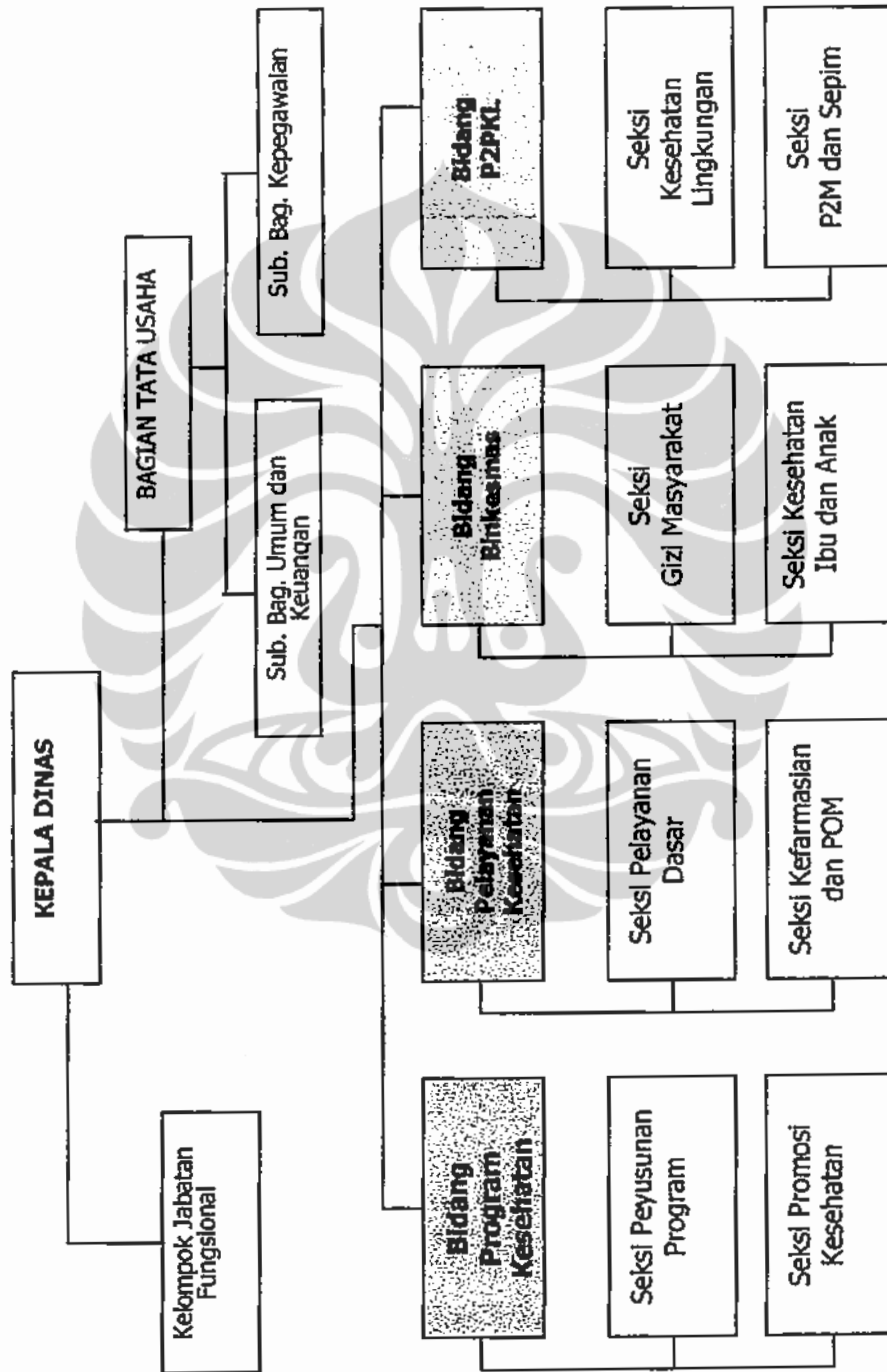 KEPALA DINAS
Kelompok Jabatan
Fungsional
BAGIAN TATA USAHA
Sub. Bag. Umum dan
Keuangan
Sub. Bag. Kepegawaian
Bidang
Program
Kesehatan
Bidang
Pelayanan
Kesehatan
Bidang
Binkesmas
Bidang
P2PKL
Seksi Peyusunan
Program
Seksi Pelayanan
Dasar
Seksi
Gizi Masyarakat
Seksi
Kesehatan
Lingkungan
Seksi Promosi
Kesehatan
Seksi Kefarmasian
dan POM
Seksi Kesehatan
Ibu dan Anak
Seksi
P2M dan Sepim